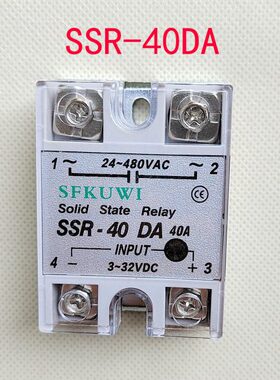 SSR-40DA
1 ~ 24~480VAC ~ 2
SFKUWI
CE
Solid State Relay
SSR - 40 DA 40A
INPUT
4 - 3~32VDC + 3